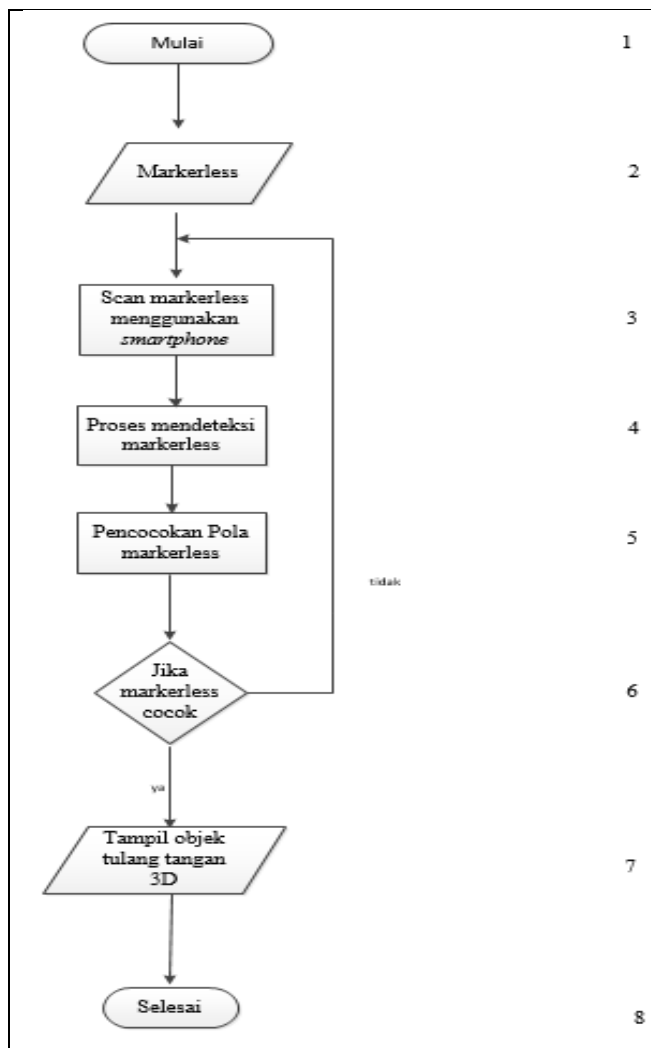 Mulai
1
Markerless
2
Scan markerless
menggunakan
smartphone
3
Proses mendeteksi
markerless
4
Pencocokan Pola
markerless
5
tidak
Jika
markerless
cocok
6
ya
Tampil objek
tulang tangan
3D
7
Selesai
8